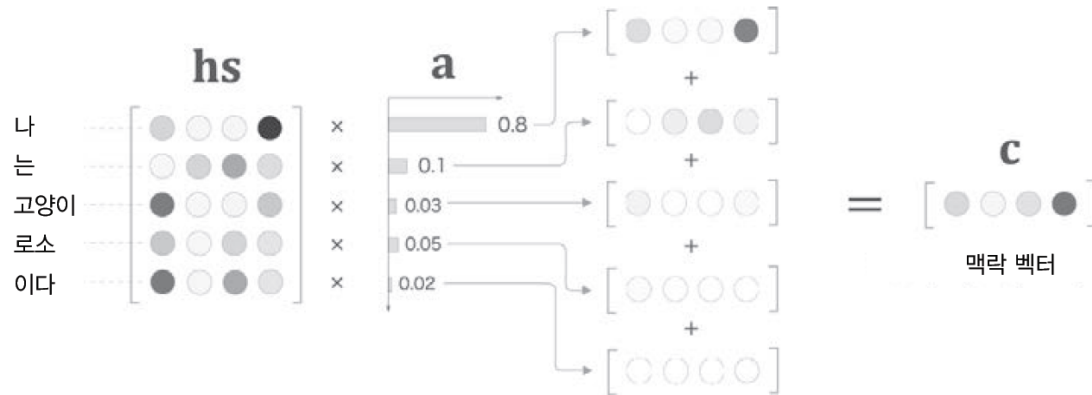 hs
a
나 × 0.8
+
는 × 0.1
+
고양이 × 0.03
+
로소 × 0.05
+
이다 × 0.02
=
c
맥락 벡터